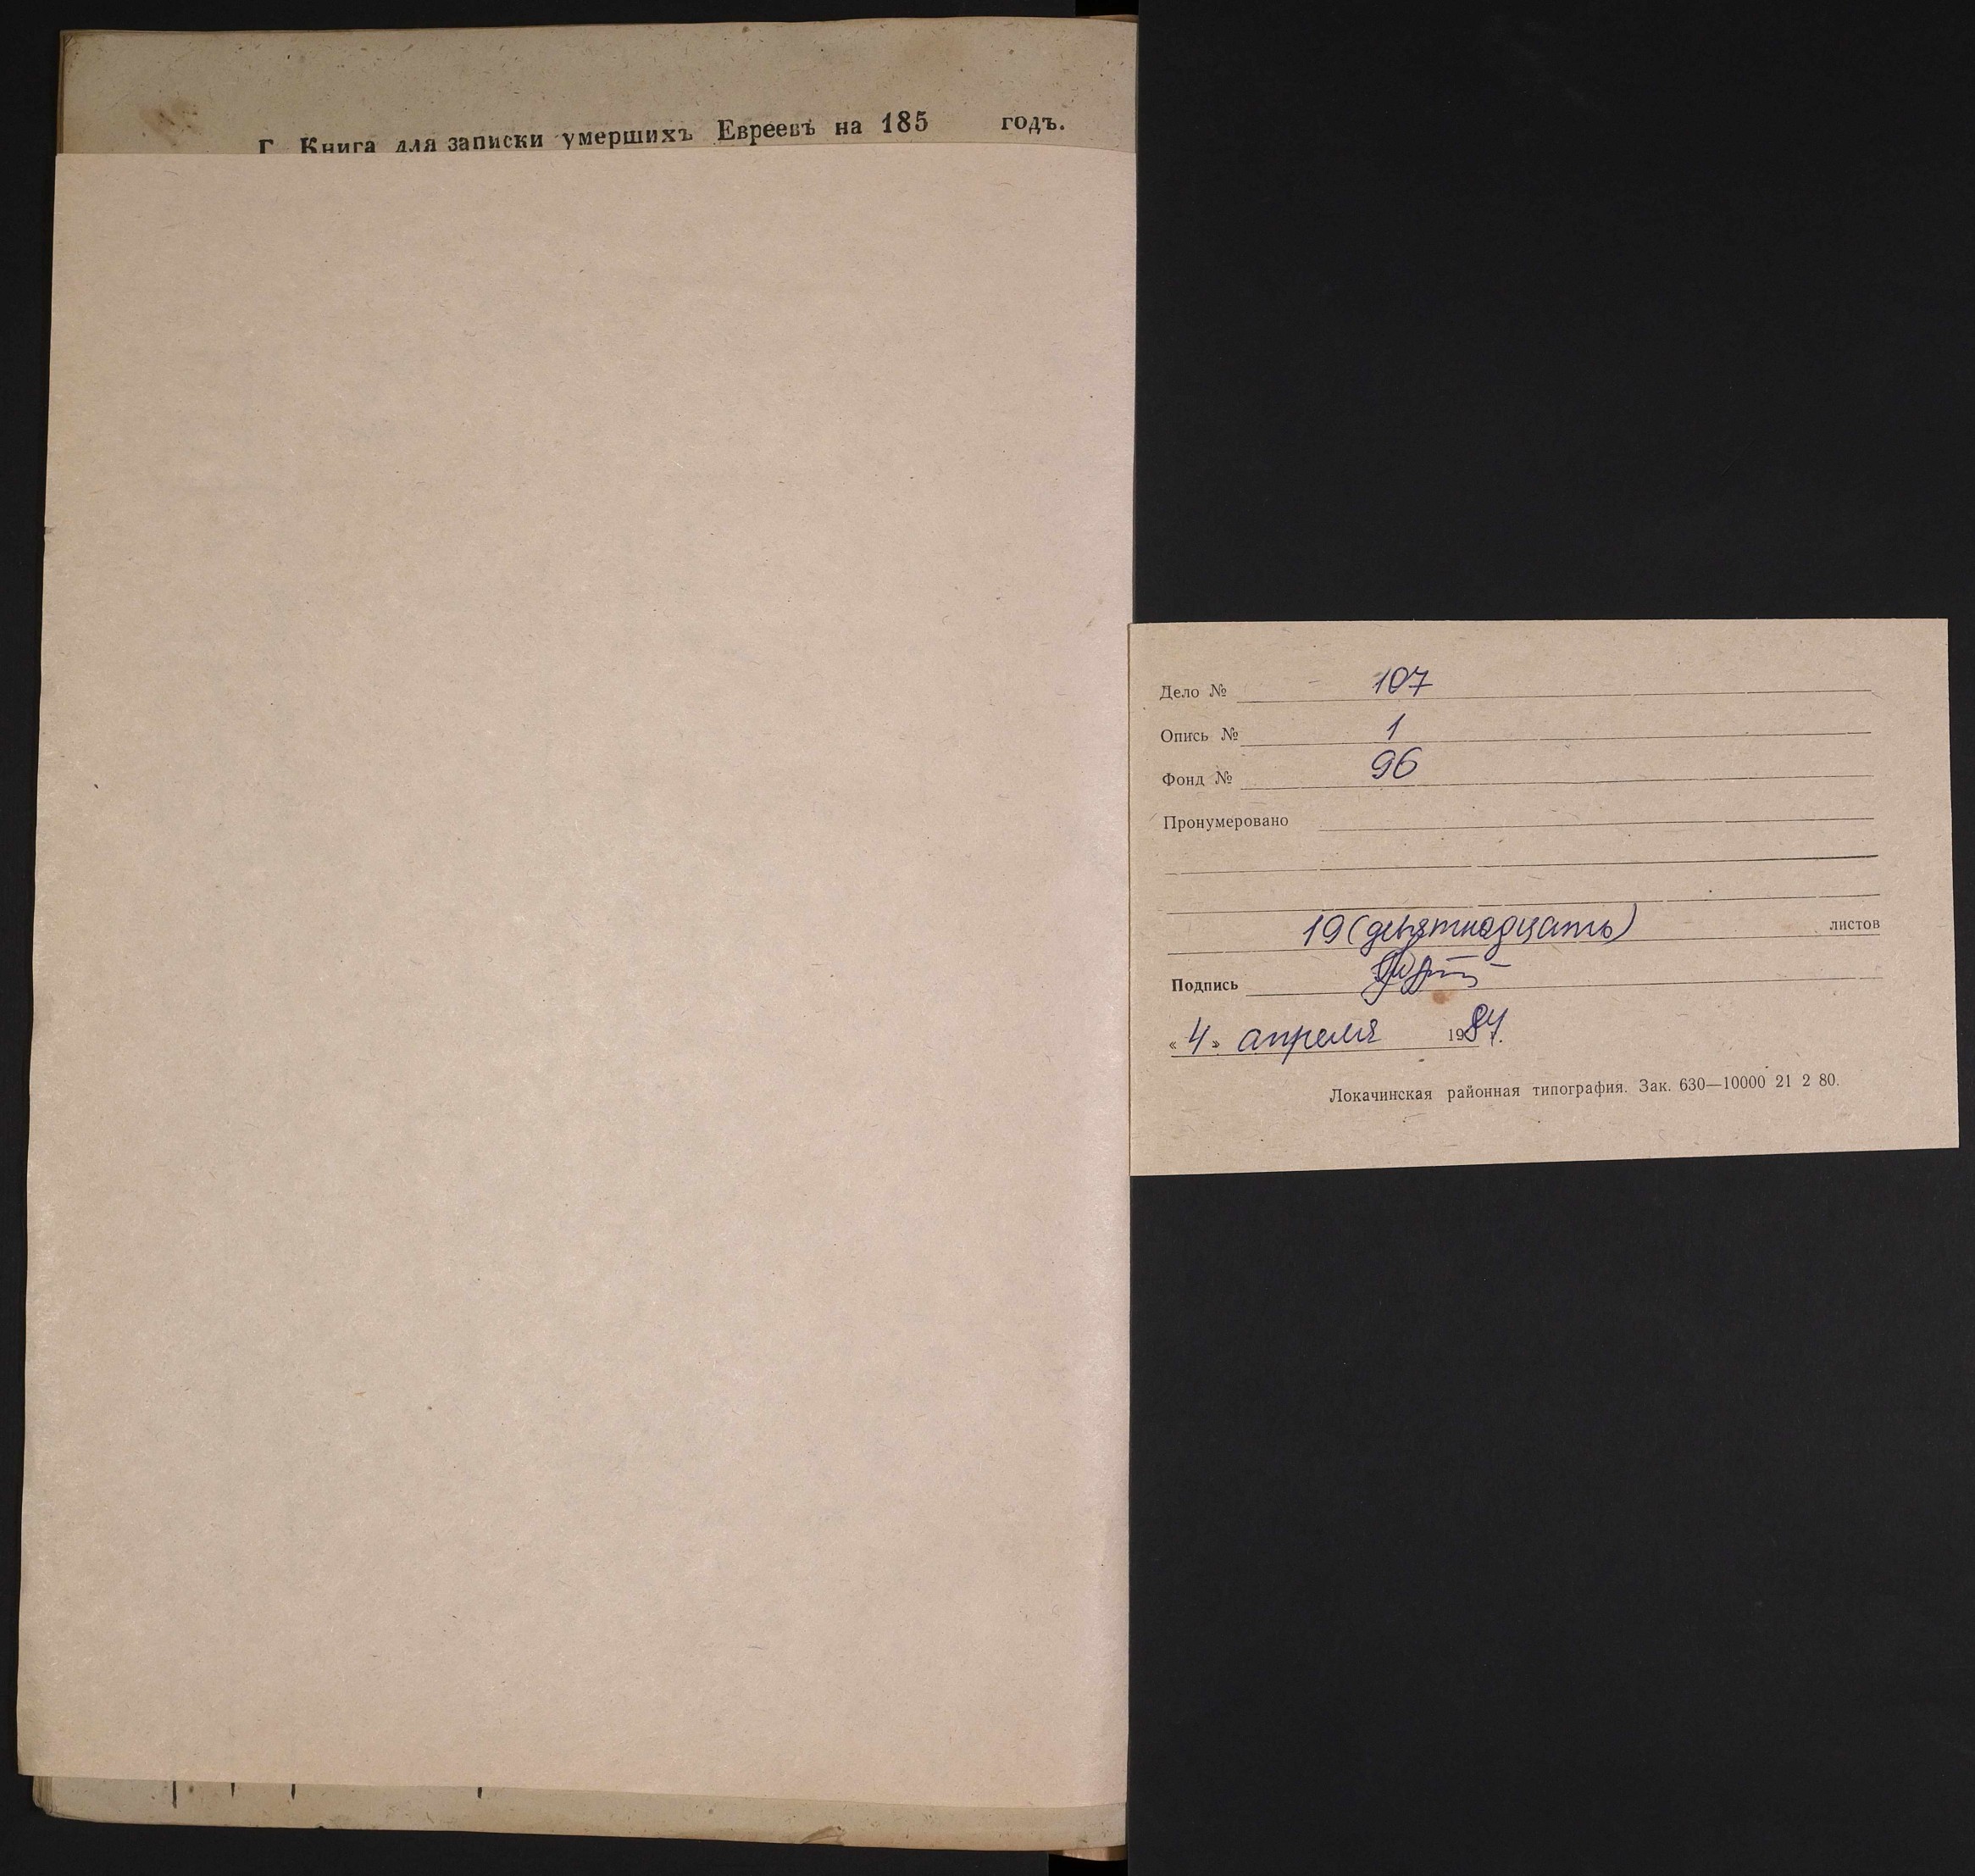 Г. Книга для записки умершихъ Евреевъ на 185 годъ.
Дело № 107
Опись № 1
Фонд № 96
Пронумеровано
19 (девятнадцать) листов
Подпись
« 4 » апреля 1984.
Локачинская районная типография. Зак. 630—10000 21 2 80.